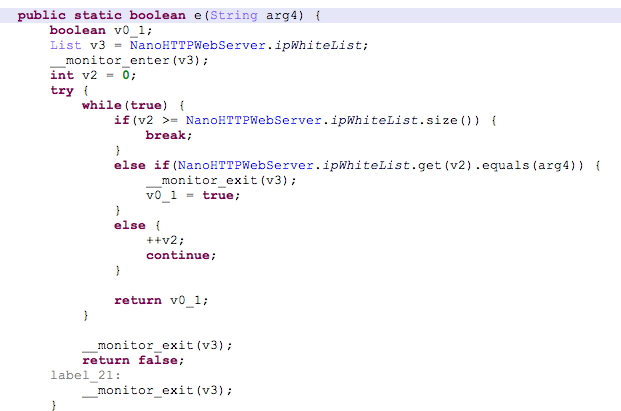 public static boolean e(String arg4) {
boolean v0_1;
List v3 = NanoHTTPWebServer.ipWhiteList;
__monitor_enter(v3);
int v2 = 0;
try {
while(true) {
if(v2 >= NanoHTTPWebServer.ipWhiteList.size()) {
break;
}
else if(NanoHTTPWebServer.ipWhiteList.get(v2).equals(arg4)) {
__monitor_exit(v3);
v0_1 = true;
}
else {
++v2;
continue;
}
return v0_1;
}
__monitor_exit(v3);
return false;
label_21:
__monitor_exit(v3);
}